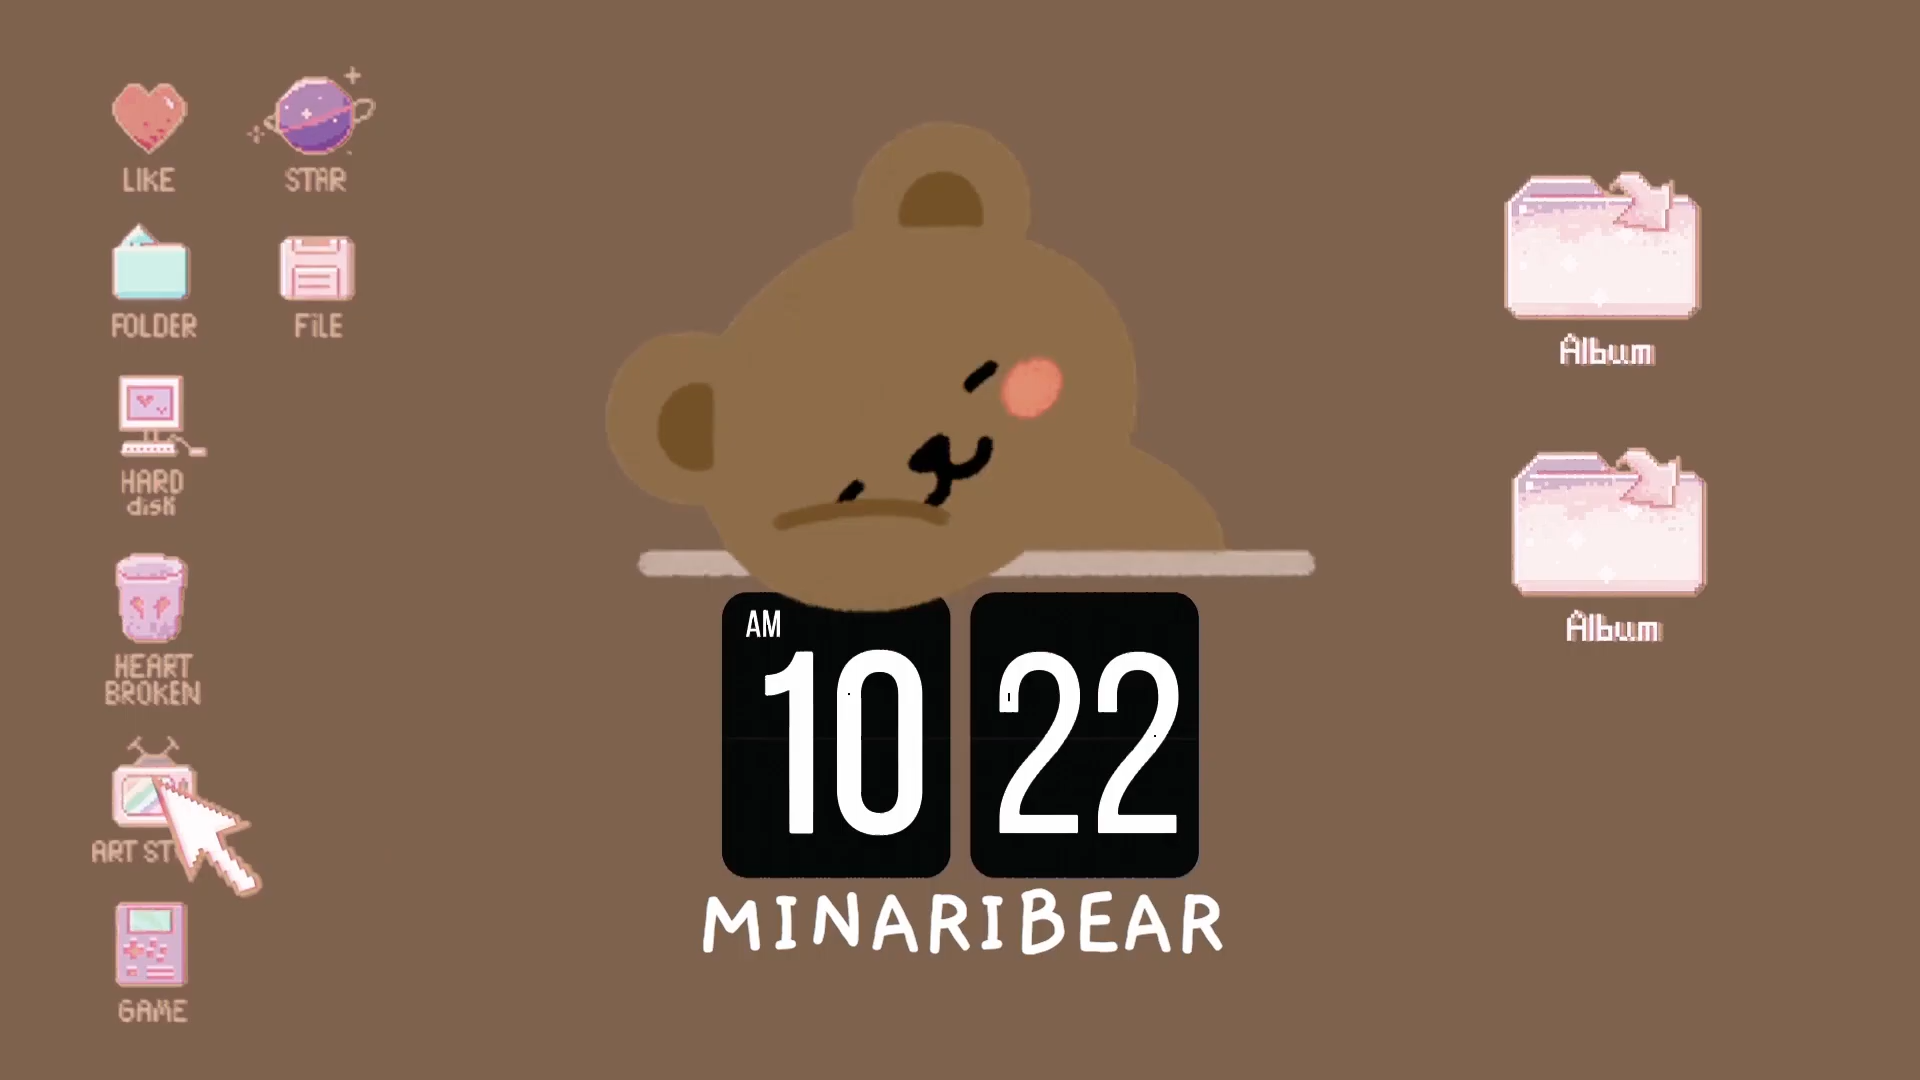 LIKE
STAR
FOLDER
FiLE
HARD
disk
HEART
BROKEN
ART ST
GAME
Album
Album
AM
10 22
MINARIBEAR